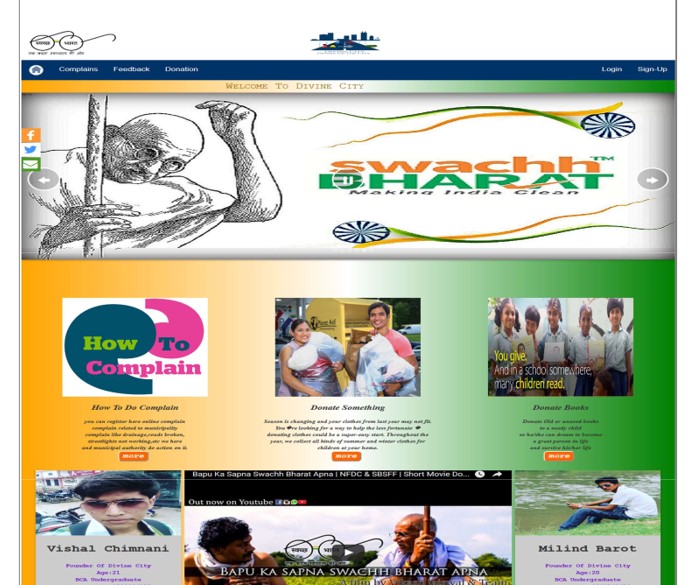 स्वच्छ भारत
एक कदम स्वच्छता की ओर
Complains Feedback Donation Login Sign-Up
Welcome To Divine City
swachh TM
BHARAT
Making India Clean
How To
Complain
You give.
And in a school somewhere,
many children read.
How To Do Complain
you can register here online complain
complain related to municipality
complain like drainage,roads broken,
streetlights not working,etc we here
and municipal authority do action on it.
more
Donate Something
Season is changing and your clothes from last year may not fit.
You �re looking for a way to help the less fortunate �
donating clothes could be a super-easy start. Throughout the
year, we collect all kinds of summer and winter clothes for
children at your home.
more
Donate Books
Donate Old or unused books
to a needy child
so he/she can dream to become
a great person in life
and survive his/her life
more
Vishal Chimnani
Founder Of Divine City
Age:21
BCA Undergraduate
Bapu Ka Sapna Swachh Bharat Apna | NFDC & SBSFF | Short Movie Do...
Out now on Youtube
स्वच्छ भारत
Bapu ka sapna swachh bharat apna
Milind Barot
Founder Of Divine City
Age:20
BCA Undergraduate